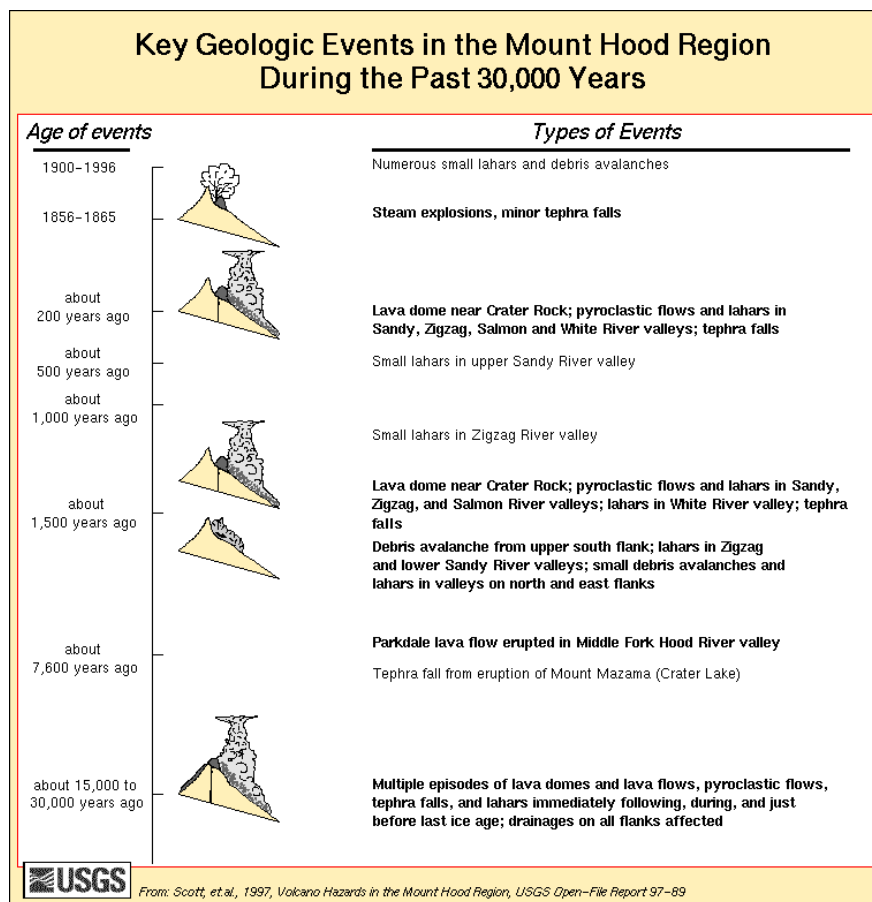 Key Geologic Events in the Mount Hood Region
During the Past 30,000 Years
Age of events
Types of Events
1900-1996
Numerous small lahars and debris avalanches
1856-1865
Steam explosions, minor tephra falls
about
200 years ago
Lava dome near Crater Rock; pyroclastic flows and lahars in
Sandy, Zigzag, Salmon and White River valleys; tephra falls
about
500 years ago
Small lahars in upper Sandy River valley
about
1,000 years ago
Small lahars in Zigzag River valley
about
1,500 years ago
Lava dome near Crater Rock; pyroclastic flows and lahars in Sandy,
Zigzag, and Salmon River valleys; lahars in White River valley; tephra
falls
Debris avalanche from upper south flank; lahars in Zigzag
and lower Sandy River valleys; small debris avalanches and
lahars in valleys on north and east flanks
about
7,600 years ago
Parkdale lava flow erupted in Middle Fork Hood River valley
Tephra fall from eruption of Mount Mazama (Crater Lake)
about 15,000 to
30,000 years ago
Multiple episodes of lava domes and lava flows, pyroclastic flows,
tephra falls, and lahars immediately following, during, and just
before last ice age; drainages on all flanks affected
USGS
From: Scott, et.al., 1997, Volcano Hazards in the Mount Hood Region, USGS Open-File Report 97-89